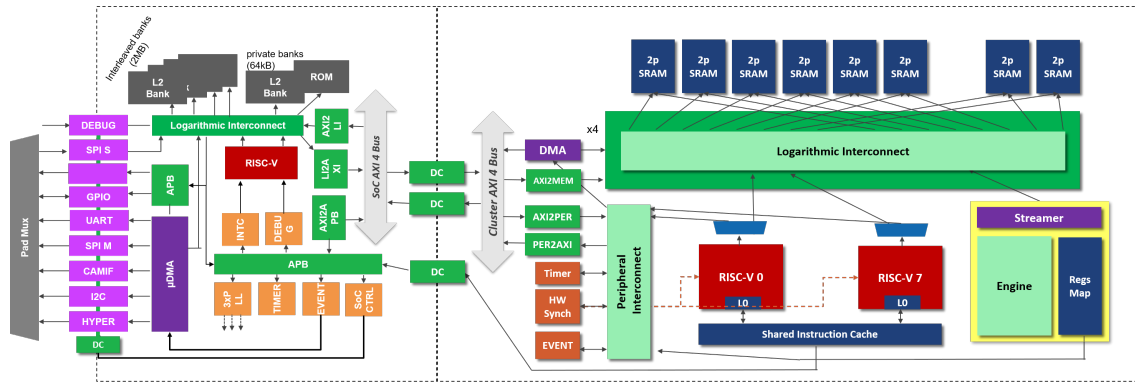 Interleaved banks
(2MB)
private banks
(64kB)
L2
Bank
L2
Bank
ROM
DEBUG
SPI S
GPIO
UART
SPI M
CAMIF
I2C
HYPER
DC
Pad Mux
Logarithmic Interconnect
RISC-V
APB
µDMA
INTC
DEBU
G
AXI2
LI
LI2A
XI
AXI2A
PB
APB
3xP
LL
TIMER
EVENT
SoC
CTRL
SoC AXI 4 Bus
DC
DC
DC
Cluster AXI 4 Bus
x4
DMA
AXI2MEM
AXI2PER
PER2AXI
Timer
HW
Synch
EVENT
Peripheral
Interconnect
2p
SRAM
2p
SRAM
2p
SRAM
2p
SRAM
2p
SRAM
2p
SRAM
2p
SRAM
2p
SRAM
Logarithmic Interconnect
RISC-V 0
L0
RISC-V 7
L0
Shared Instruction Cache
Streamer
Engine
Regs
Map